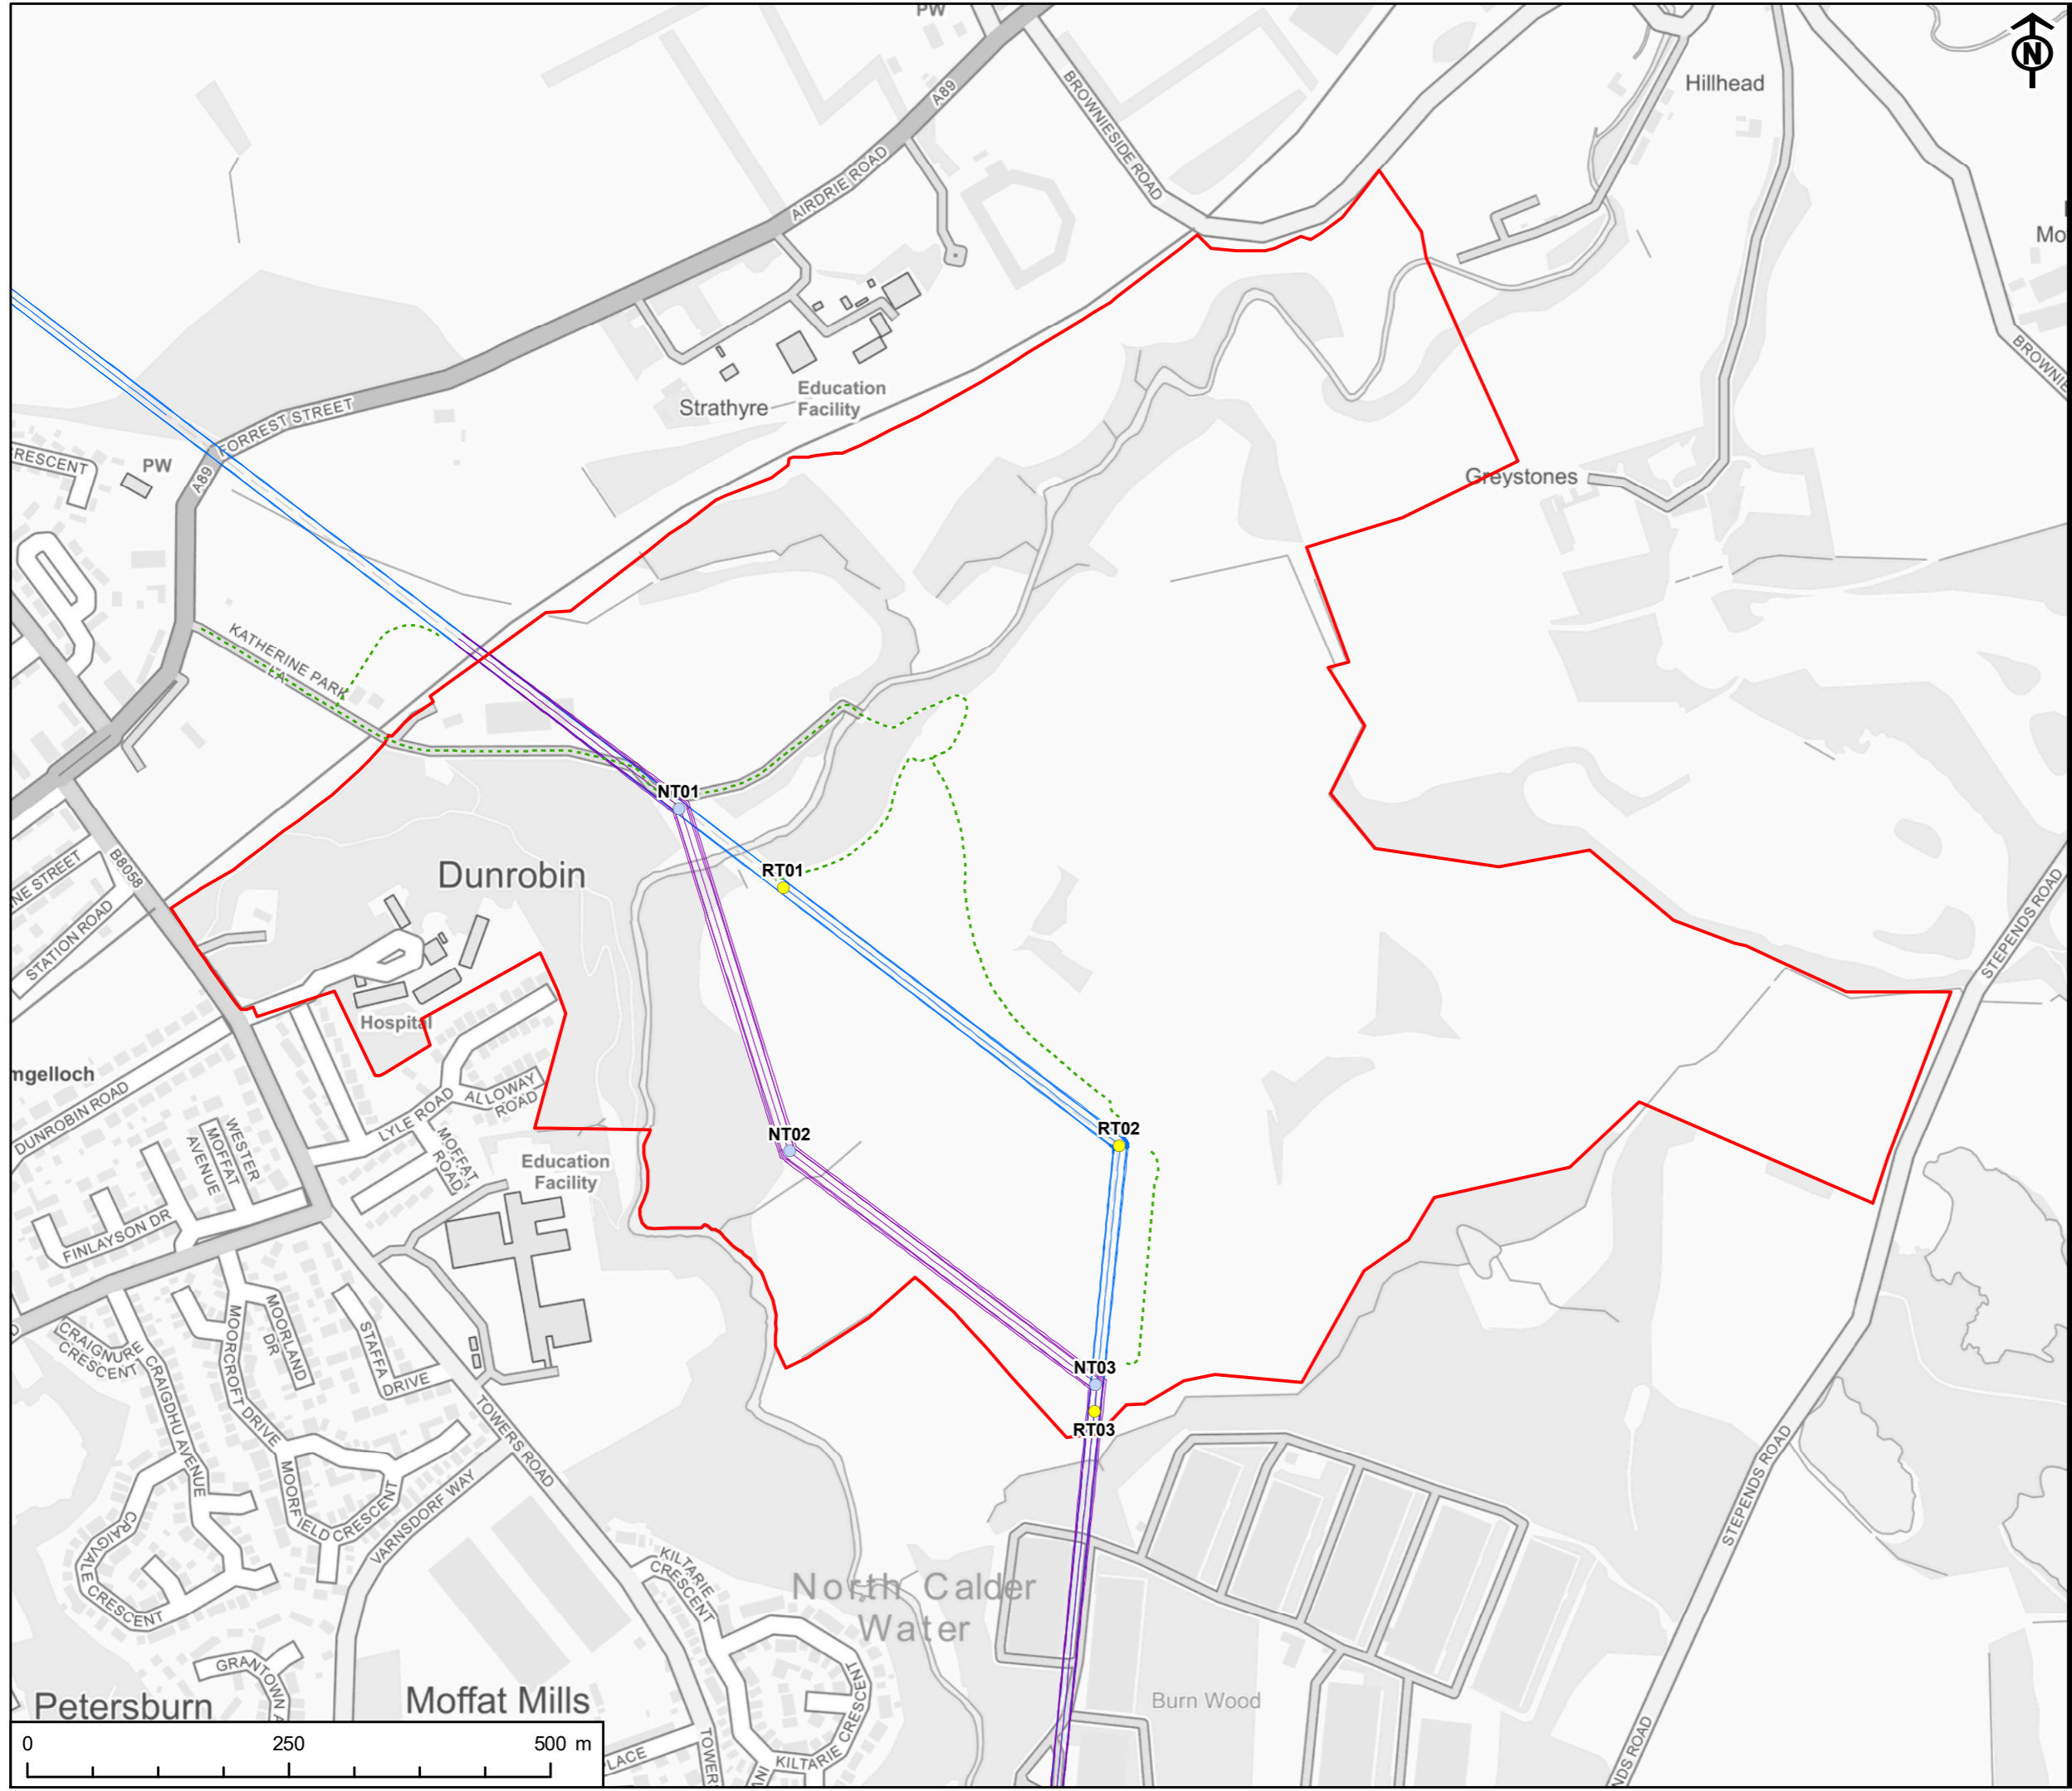 PW
N
Hillhead
A89
BROWNIESIDE ROAD
AIRDRIE ROAD
Mo
BROWNIE
Education
Facility
Strathyre
FORREST STREET
RESCENT
PW
A89
Greystones
KATHERINE PARK
LA
NT01
RT01
B8058
Dunrobin
NE STREET
STATION ROAD
STEPENDS ROAD
Hospital
mgelloch
DUNROBIN ROAD
LYLE ROAD
ALLOWAY
ROAD
WESTER
MOFFAT
AVENUE
MOFFAT
ROAD
NT02
RT02
Education
Facility
FINLAYSON DR
CRAIGNURE
CRESCENT
CRAIGDHU AVENUE
MOORCROFT DRIVE
MOORLAND
DR
STAFFA
DRIVE
NT03
RT03
TOWERS ROAD
MOORFIELD CRESCENT
VARNSDORF WAY
CRAIGVALE CRESCENT
STEPENDS ROAD
KILTARIE
CRESCENT
North Calder
Water
GRANTOWN A
Petersburn
Moffat Mills
Burn Wood
KILTARIE CRESCENT
PLACE
TOWER
ANI
NDS ROAD
0 250 500 m